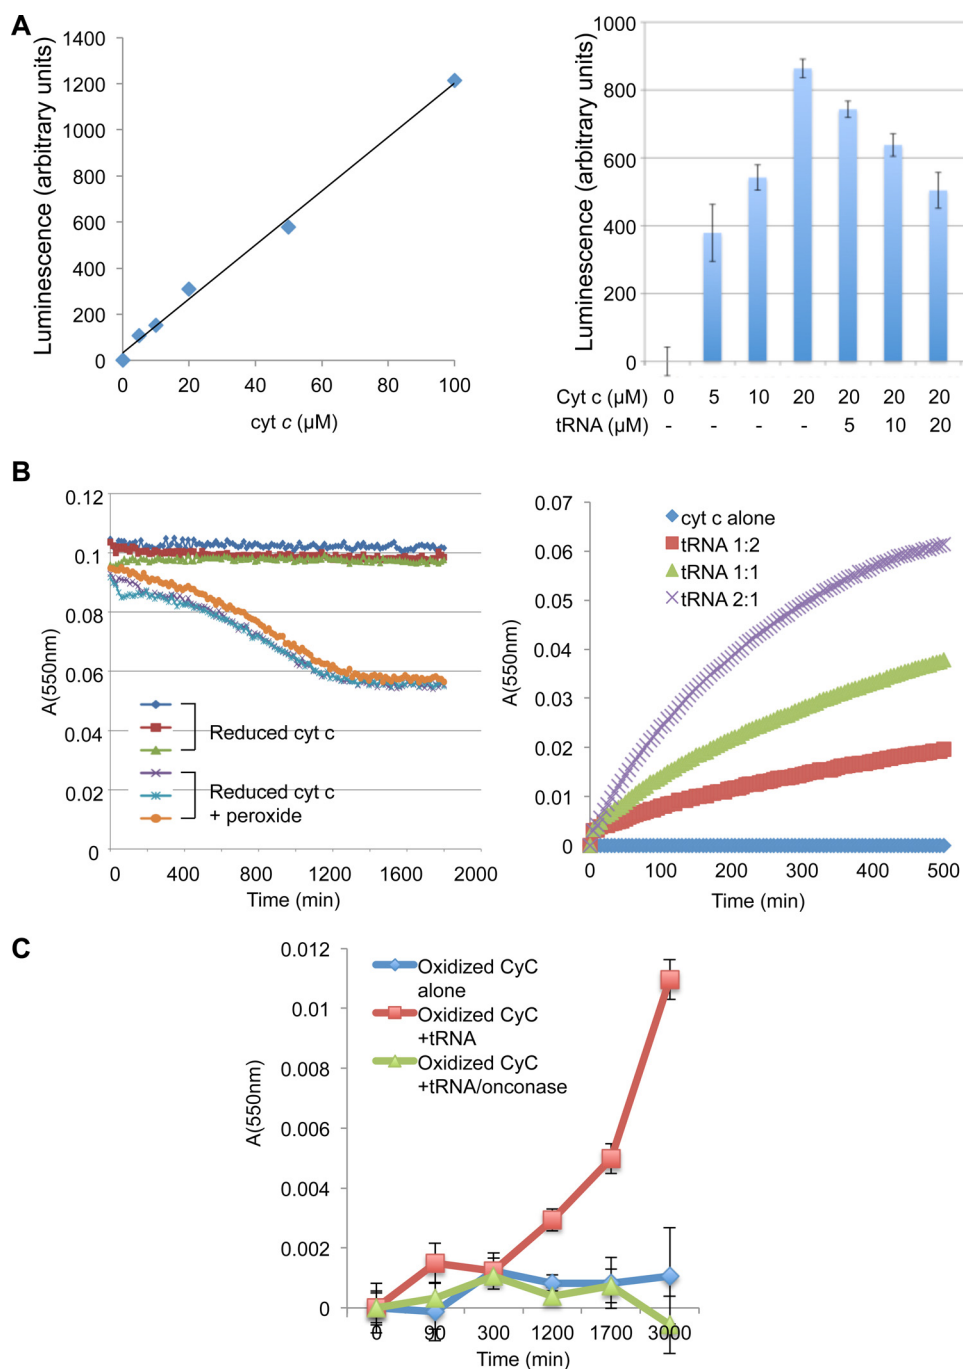 A
Luminescence (arbitrary units)
1400
1200
1000
800
600
400
200
0
0 20 40 60 80 100
cyt c (µM)
Luminescence (arbitrary units)
1000
800
600
400
200
0
Cyt c (µM) 0 5 10 20 20 20 20
tRNA (µM) - - - - 5 10 20
B
A(550nm)
0.12
0.1
0.08
0.06
0.04
0.02
0
Reduced cyt c
Reduced cyt c
+ peroxide
0 400 800 1200 1600 2000
Time (min)
A(550nm)
0.07
0.06
0.05
0.04
0.03
0.02
0.01
0
cyt c alone
tRNA 1:2
tRNA 1:1
tRNA 2:1
0 100 200 300 400 500
Time (min)
C
A(550nm)
0.012
0.01
0.008
0.006
0.004
0.002
0
Oxidized CyC
alone
Oxidized CyC
+tRNA
Oxidized CyC
+tRNA/onconase
0 90 300 1200 1700 3000
Time (min)